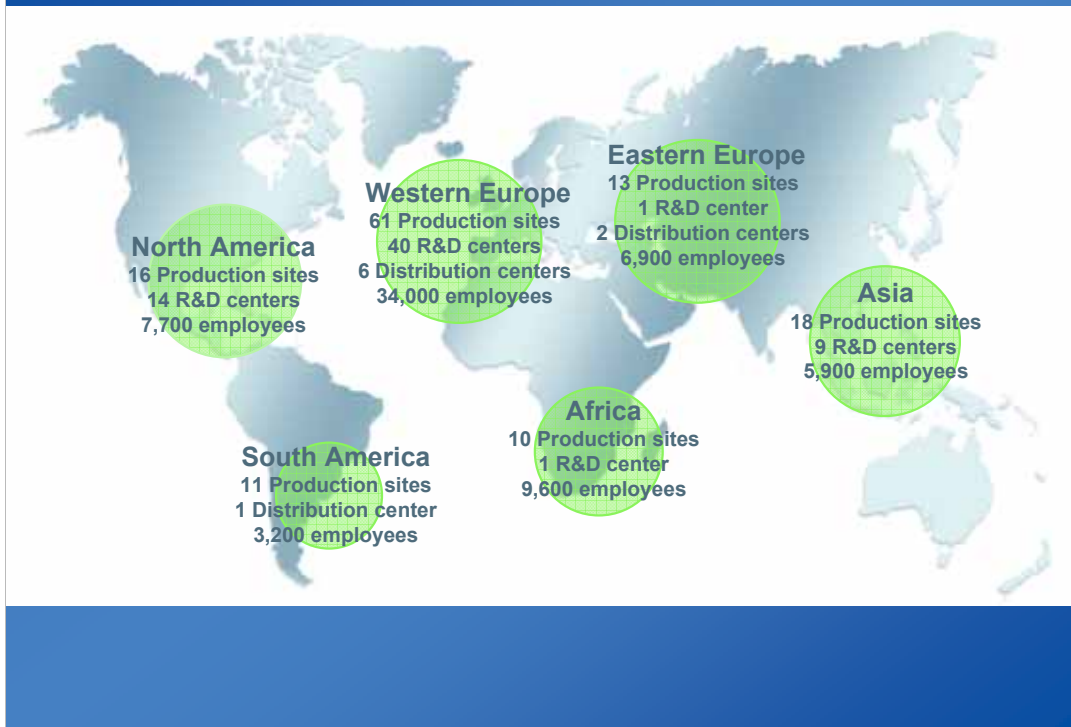 North America
16 Production sites
14 R&D centers
7,700 employees
Western Europe
61 Production sites
40 R&D centers
6 Distribution centers
34,000 employees
Eastern Europe
13 Production sites
1 R&D center
2 Distribution centers
6,900 employees
Asia
18 Production sites
9 R&D centers
5,900 employees
South America
11 Production sites
1 Distribution center
3,200 employees
Africa
10 Production sites
1 R&D center
9,600 employees